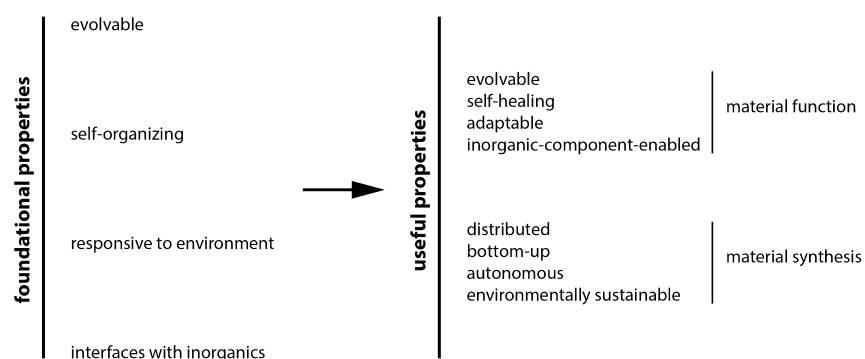 foundational properties
evolvable
self-organizing
responsive to environment
interfaces with inorganics
useful properties
evolvable
self-healing
adaptable
inorganic-component-enabled
material function
distributed
bottom-up
autonomous
environmentally sustainable
material synthesis